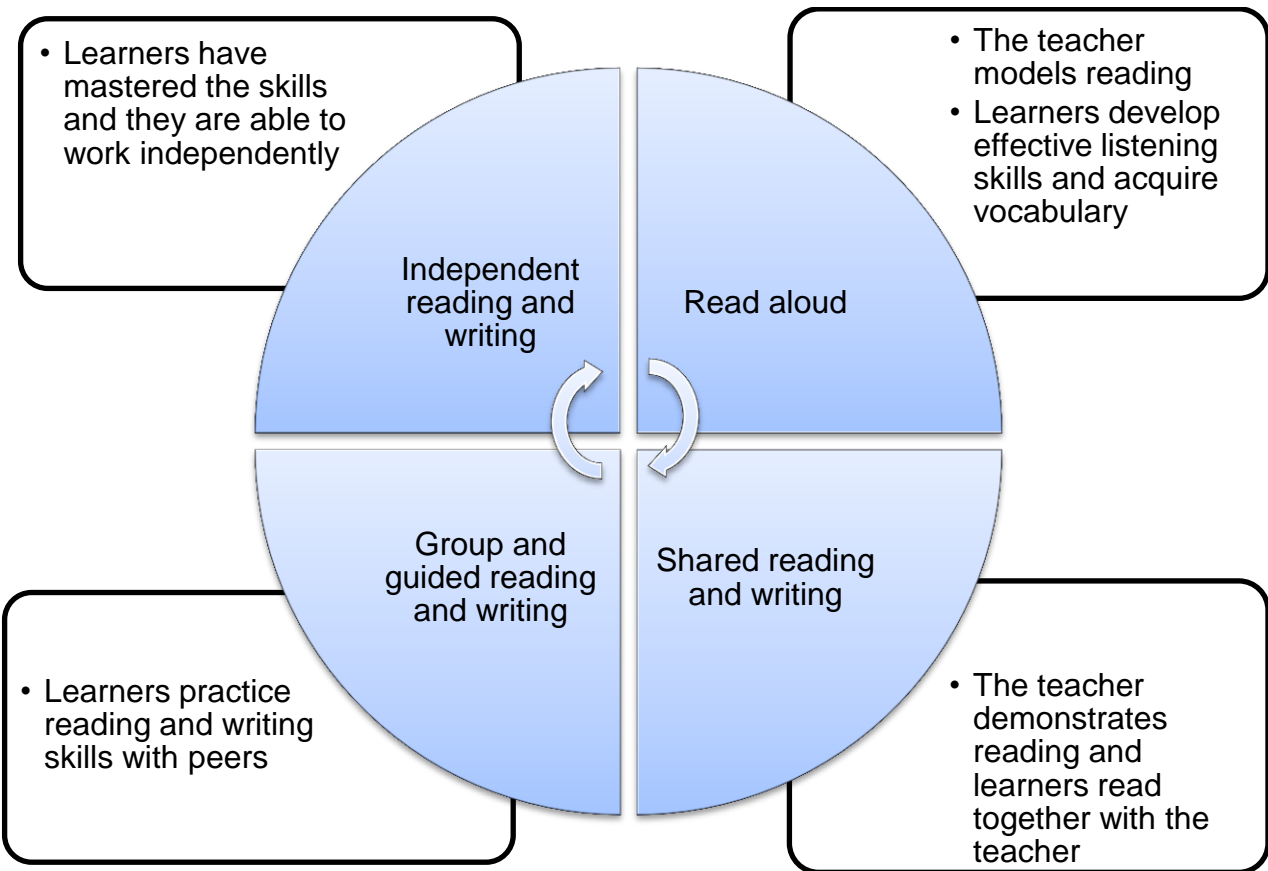 • Learners have
mastered the skills
and they are able to
work independently
• The teacher
models reading
• Learners develop
effective listening
skills and acquire
vocabulary
Independent
reading and
writing
Read aloud
Group and
guided reading
and writing
Shared reading
and writing
• Learners practice
reading and writing
skills with peers
• The teacher
demonstrates
reading and
learners read
together with the
teacher